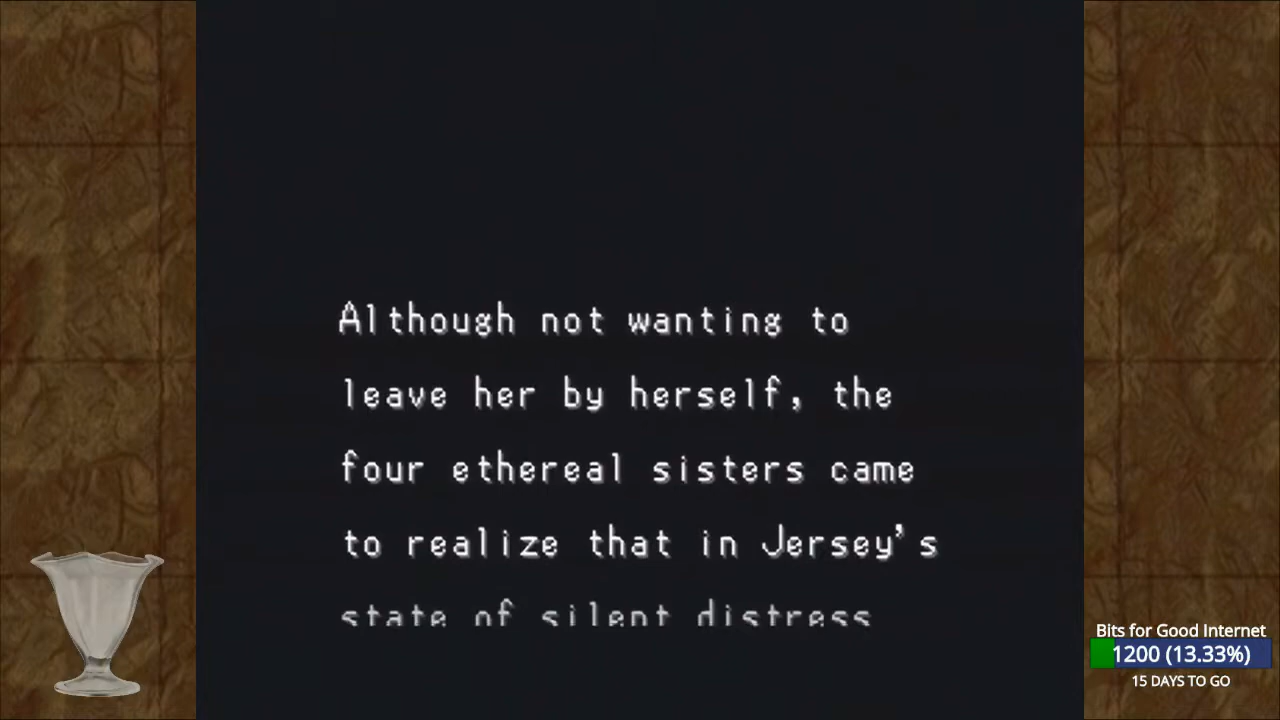 Although not wanting to
leave her by herself, the
four ethereal sisters came
to realize that in Jersey's
state of silent distress
Bits for Good Internet
1200 (13.33%)
15 DAYS TO GO